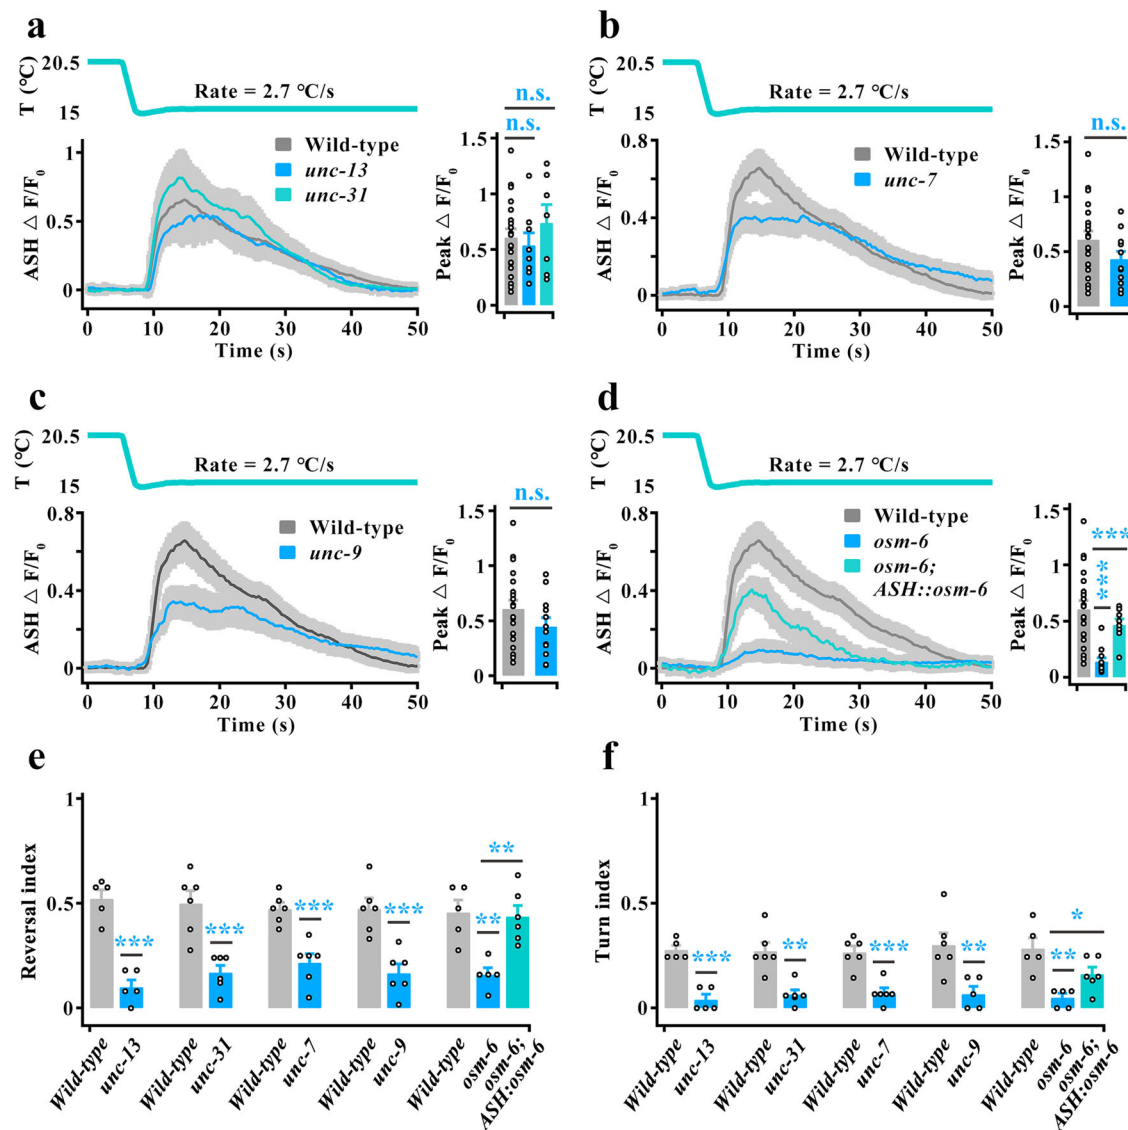 a
T (℃)
20.5
15
Rate = 2.7 ℃/s
n.s.
n.s.
ASH △ F/F0
1
0.5
0
Wild-type
unc-13
unc-31
0 10 20 30 40 50
Time (s)
Peak △ F/F0
1.5
1
0.5
0
b
T (℃)
20.5
15
Rate = 2.7 ℃/s
n.s.
ASH △ F/F0
0.8
0.4
0
Wild-type
unc-7
0 10 20 30 40 50
Time (s)
Peak △ F/F0
1.5
1
0.5
0
c
T (℃)
20.5
15
Rate = 2.7 ℃/s
n.s.
ASH △ F/F0
0.8
0.4
0
Wild-type
unc-9
0 10 20 30 40 50
Time (s)
Peak △ F/F0
1.5
1
0.5
0
d
T (℃)
20.5
15
Rate = 2.7 ℃/s
ASH △ F/F0
0.8
0.4
0
Wild-type
osm-6
osm-6;
ASH::osm-6
0 10 20 30 40 50
Time (s)
Peak △ F/F0
1.5
1
0.5
0
***
***
e
Reversal index
1
0.5
0
***
***
***
***
**
**
Wild-type
unc-13
Wild-type
unc-31
Wild-type
unc-7
Wild-type
unc-9
Wild-type
osm-6
osm-6;
ASH::osm-6
f
Turn index
1
0.5
0
***
**
***
**
**
*
Wild-type
unc-13
Wild-type
unc-31
Wild-type
unc-7
Wild-type
unc-9
Wild-type
osm-6
osm-6;
ASH::osm-6